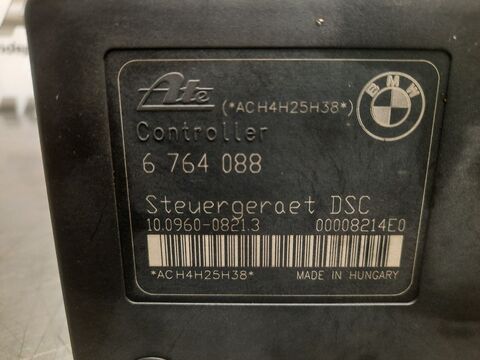 Ate
(*ACH4H25H38*)
BMW
Controller
6 764 088
Steuergeraet DSC
10.0960-0821.3 00008214E0
*ACH4H25H38*
MADE IN HUNGARY